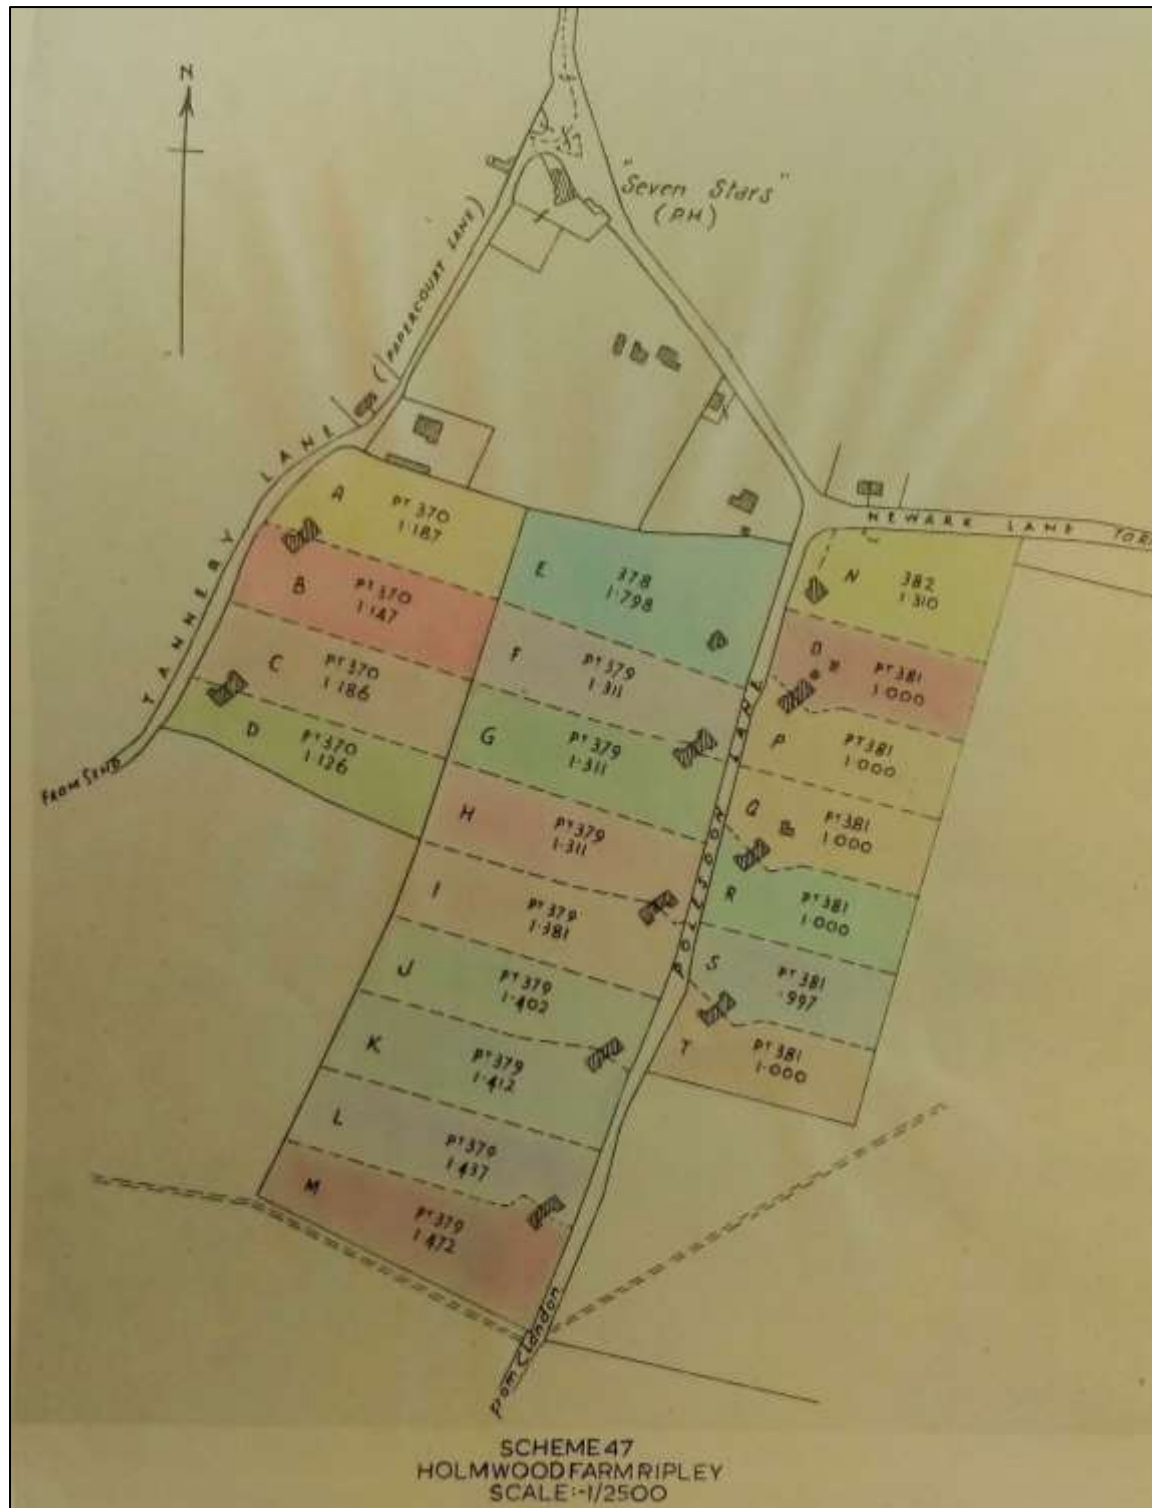 N
"Seven Stars"
(P.H)
TANNERY LANE (PAPERCOURT LANE)
NEWARK LANE
A
PT 370
1·187
B
PT 370
1·147
C
PT 370
1·186
D
PT 370
1·126
FROM SEND
E
378
1·798
F
PT 379
1·311
G
PT 379
1·311
H
PT 379
1·311
I
PT 379
1·381
J
PT 379
1·402
K
PT 379
1·412
L
PT 379
1·437
M
PT 379
1·472
N
382
1·310
O
PT 381
1·000
P
PT 381
1·000
Q
PT 381
1·000
R
PT 381
1·000
S
PT 381
·997
T
PT 381
1·000
POLESDON LANE
From Clandon
SCHEME 47
HOLMWOOD FARM RIPLEY
SCALE:-1/2500